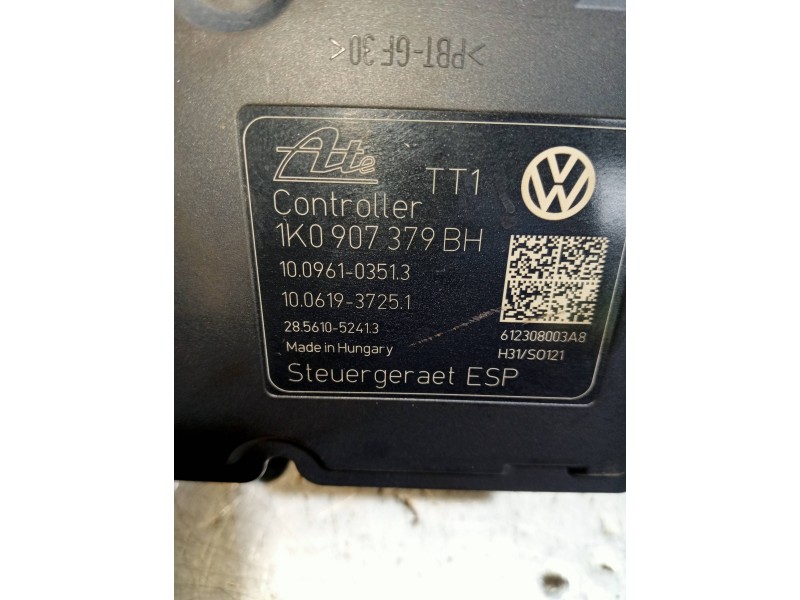 >PBT-GF30<
Ate
TT1
Controller
1K0 907 379 BH
10.0961-0351.3
10.0619-3725.1
28.5610-5241.3
Made in Hungary
612308003A8
H31/S0121
Steuergeraet ESP